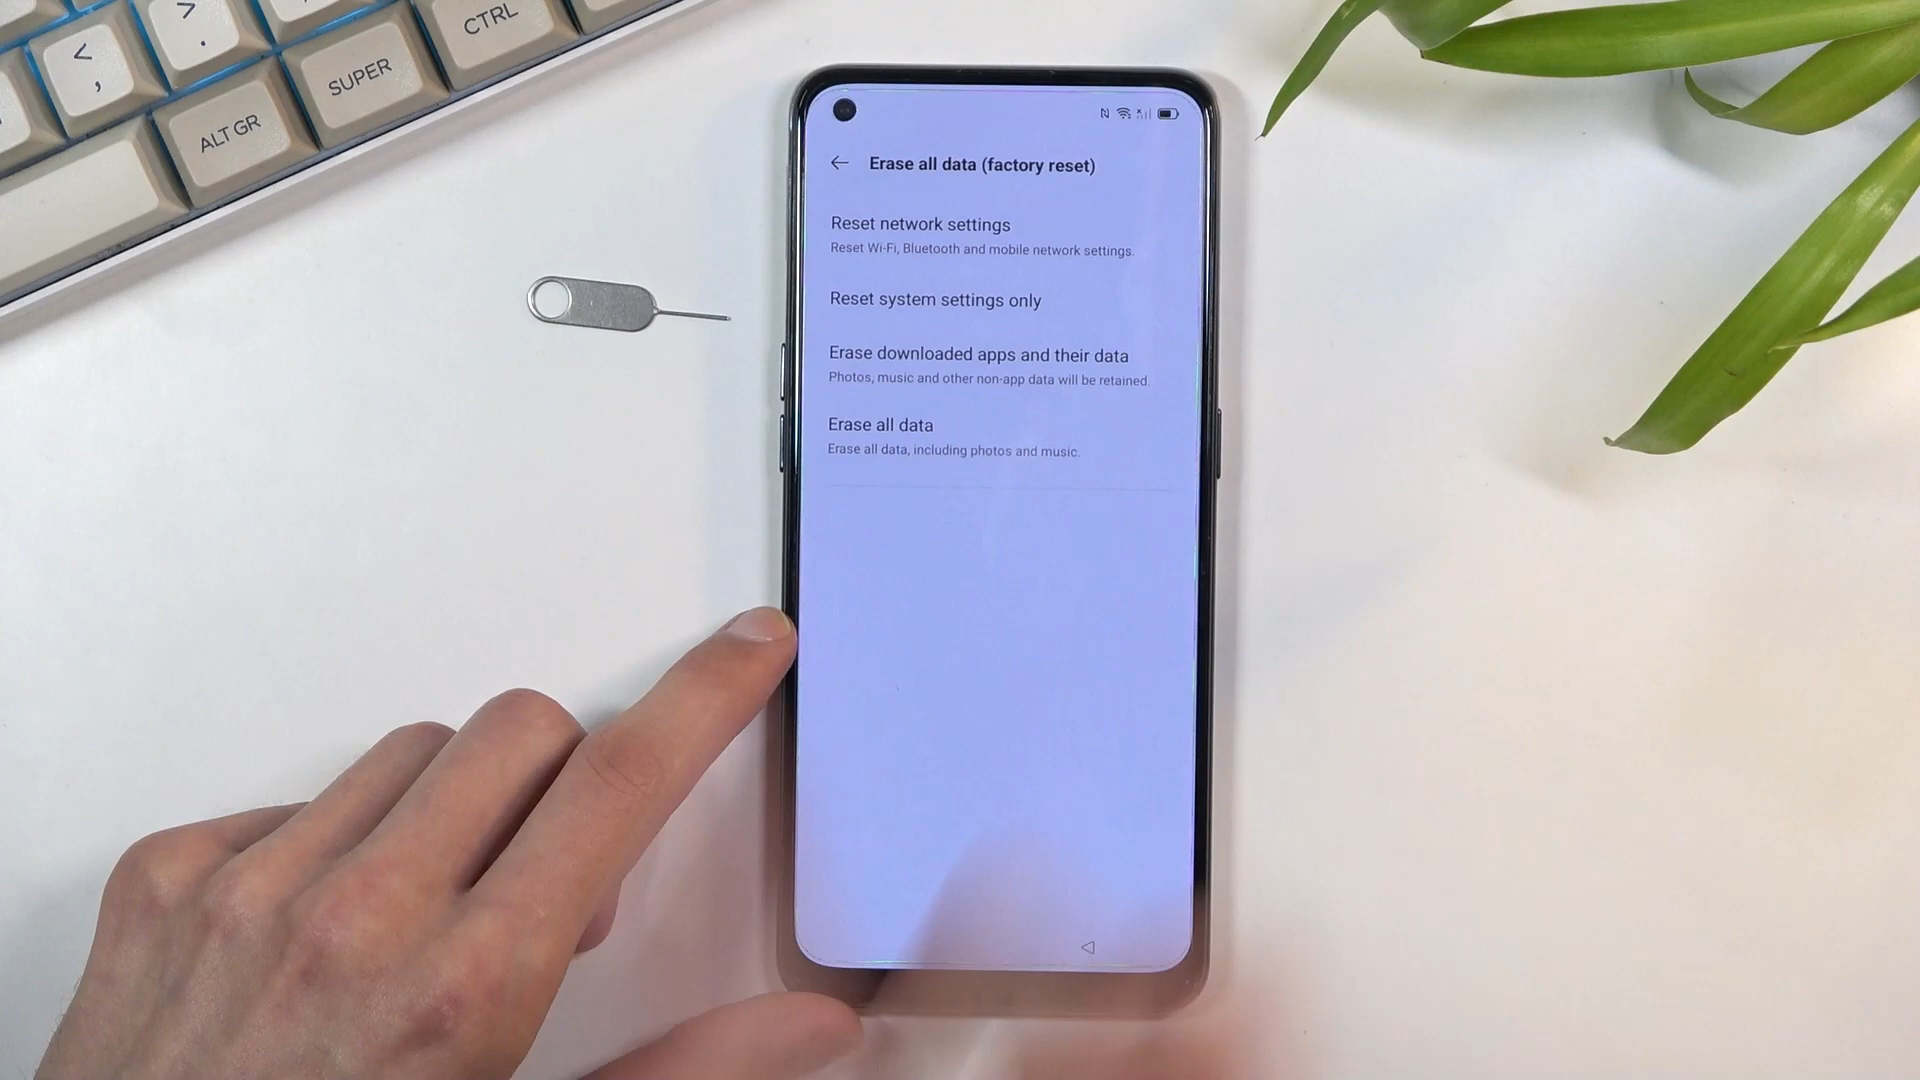 <
,
>
.
ALT GR
SUPER
CTRL
Erase all data (factory reset)
Reset network settings
Reset Wi-Fi, Bluetooth and mobile network settings.
Reset system settings only
Erase downloaded apps and their data
Photos, music and other non-app data will be retained.
Erase all data
Erase all data, including photos and music.